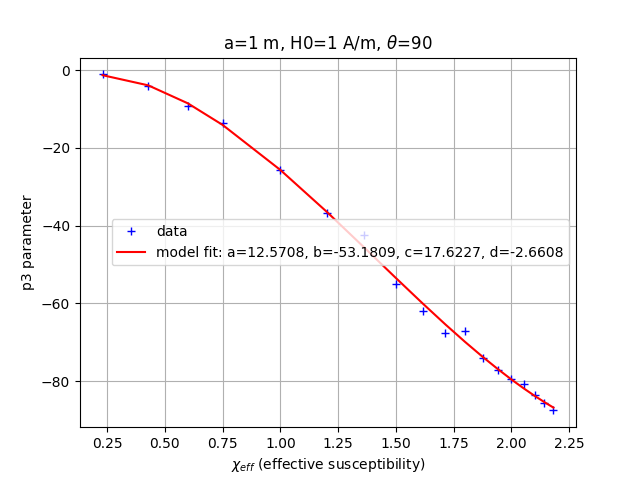 a=1 m, H0=1 A/m, θ=90
0
−20
−40
−60
−80
p3 parameter
data
model fit: a=12.5708, b=-53.1809, c=17.6227, d=-2.6608
0.25 0.50 0.75 1.00 1.25 1.50 1.75 2.00 2.25
χeff (effective susceptibility)